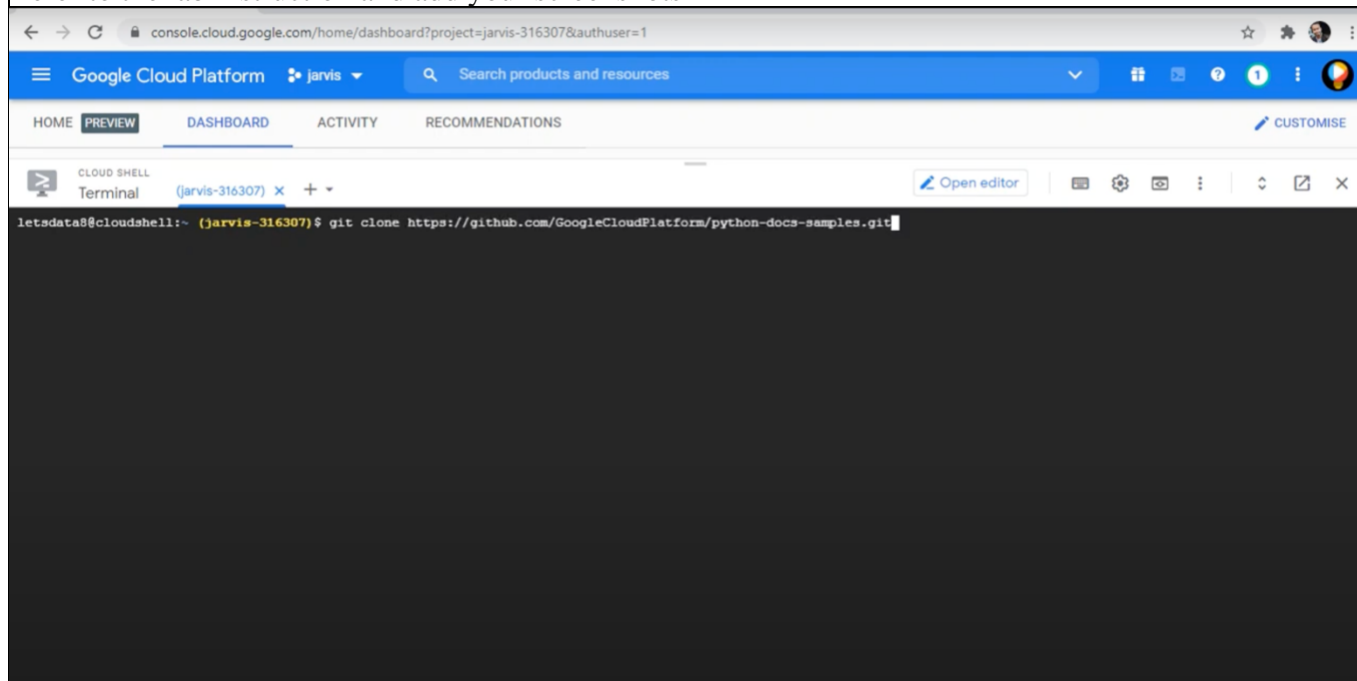 console.cloud.google.com/home/dashboard?project=jarvis-316307&authuser=1
Google Cloud Platform jarvis Search products and resources 1
HOME PREVIEW DASHBOARD ACTIVITY RECOMMENDATIONS CUSTOMISE
CLOUD SHELL
Terminal (jarvis-316307) Open editor
letsdata8@cloudshell:~ (jarvis-316307)$ git clone https://github.com/GoogleCloudPlatform/python-docs-samples.git